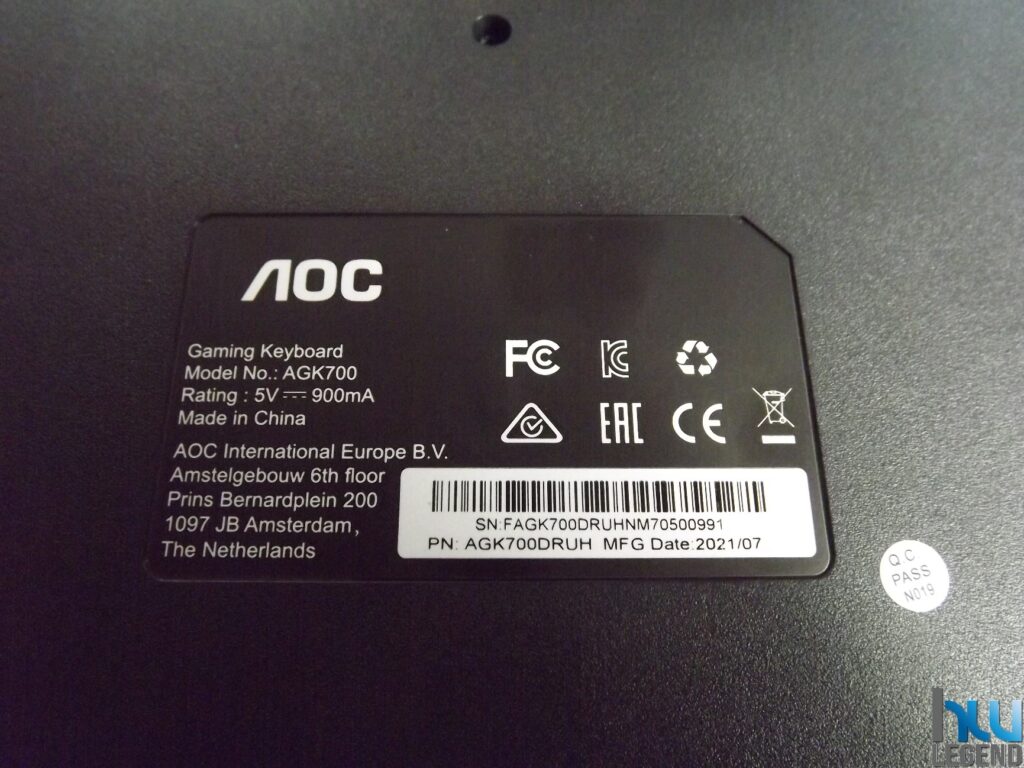 AOC
Gaming Keyboard
Model No.: AGK700
Rating : 5V ⎓ 900mA
Made in China
AOC International Europe B.V.
Amstelgebouw 6th floor
Prins Bernardplein 200
1097 JB Amsterdam,
The Netherlands
FC
KC
EAC
CE
SN:FAGK700DRUHNM70500991
PN: AGK700DRUH MFG Date:2021/07
Q.C
PASS
N019
hw
LEGEND